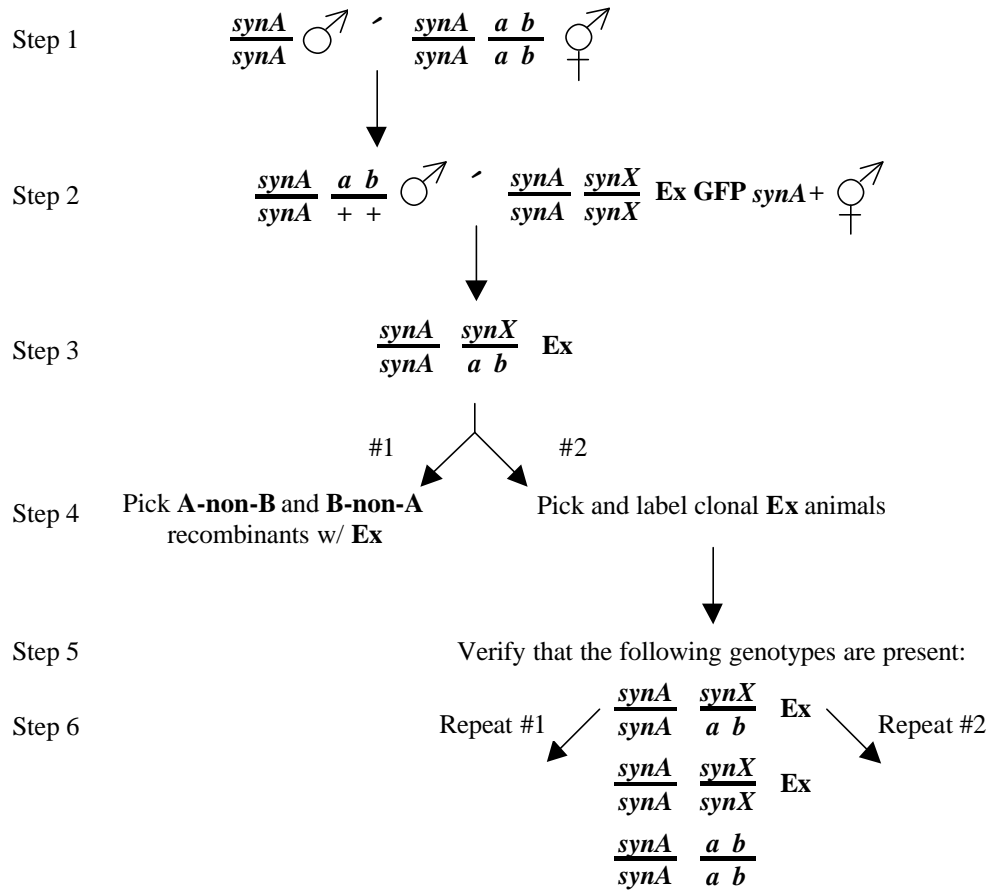 Step 1
synA ♂ ´ synA a b ⚥
synA synA a b
Step 2
synA a b ♂ ´ synA synX Ex GFP synA+ ⚥
synA + + synA synX
Step 3
synA synX Ex
synA a b
#1 #2
Step 4
Pick A-non-B and B-non-A
recombinants w/ Ex
Pick and label clonal Ex animals
Step 5
Verify that the following genotypes are present:
Step 6
Repeat #1
synA synX Ex
synA a b
Repeat #2
synA synX Ex
synA synX
synA a b
synA a b